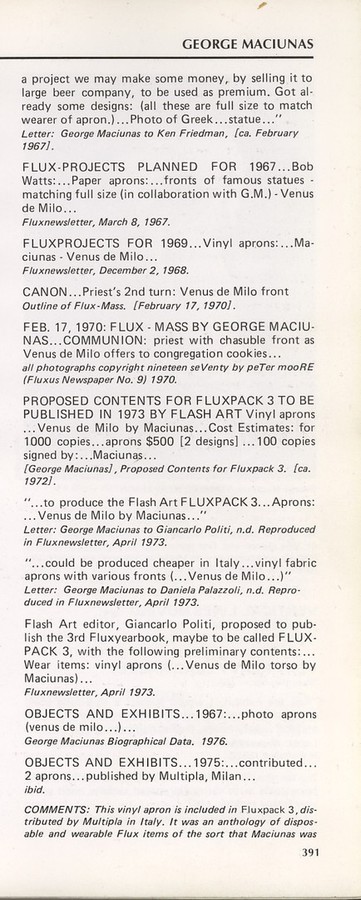 GEORGE MACIUNAS
a project we may make some money, by selling it to
large beer company, to be used as premium. Got al-
ready some designs: (all these are full size to match
wearer of apron.)...Photo of Greek...statue..."
Letter: George Maciunas to Ken Friedman, [ca. February
1967].
FLUX-PROJECTS PLANNED FOR 1967...Bob
Watts:...Paper aprons:...fronts of famous statues -
matching full size (in collaboration with G.M.) - Venus
de Milo...
Fluxnewsletter, March 8, 1967.
FLUXPROJECTS FOR 1969...Vinyl aprons:...Ma-
ciunas - Venus de Milo...
Fluxnewsletter, December 2, 1968.
CANON...Priest's 2nd turn: Venus de Milo front
Outline of Flux-Mass. [February 17, 1970].
FEB. 17, 1970: FLUX - MASS BY GEORGE MACIU-
NAS...COMMUNION: priest with chasuble front as
Venus de Milo offers to congregation cookies...
all photographs copyright nineteen seVenty by peTer mooRE
(Fluxus Newspaper No. 9) 1970.
PROPOSED CONTENTS FOR FLUXPACK 3 TO BE
PUBLISHED IN 1973 BY FLASH ART Vinyl aprons
...Venus de Milo by Maciunas...Cost Estimates: for
1000 copies...aprons $500 [2 designs] ...100 copies
signed by:...Maciunas...
[George Maciunas], Proposed Contents for Fluxpack 3. [ca.
1972].
"...to produce the Flash Art FLUXPACK 3...Aprons:
...Venus de Milo by Maciunas..."
Letter: George Maciunas to Giancarlo Politi, n.d. Reproduced
in Fluxnewsletter, April 1973.
"...could be produced cheaper in Italy...vinyl fabric
aprons with various fronts (...Venus de Milo...)"
Letter: George Maciunas to Daniela Palazzoli, n.d. Repro-
duced in Fluxnewsletter, April 1973.
Flash Art editor, Giancarlo Politi, proposed to pub-
lish the 3rd Fluxyearbook, maybe to be called FLUX-
PACK 3, with the following preliminary contents:...
Wear items: vinyl aprons (...Venus de Milo torso by
Maciunas)...
Fluxnewsletter, April 1973.
OBJECTS AND EXHIBITS...1967:...photo aprons
(venus de milo...)...
George Maciunas Biographical Data. 1976.
OBJECTS AND EXHIBITS...1975:...contributed...
2 aprons...published by Multipla, Milan...
ibid.
COMMENTS: This vinyl apron is included in Fluxpack 3, dis-
tributed by Multipla in Italy. It was an anthology of dispos-
able and wearable Flux items of the sort that Maciunas was
391